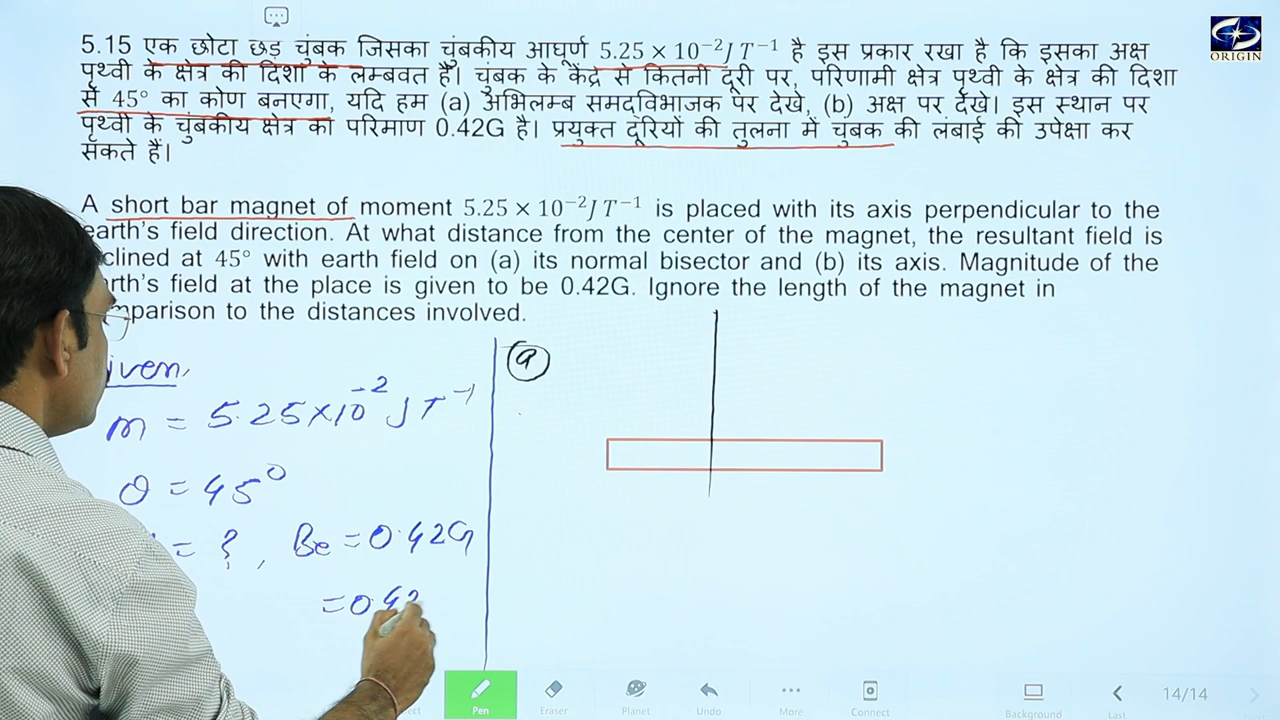 5.15 एक छोटा छड़ चुंबक जिसका चुंबकीय आघूर्ण 5.25 × 10⁻² J T⁻¹ है इस प्रकार रखा है कि इसका अक्ष
पृथ्वी के क्षेत्र की दिशा के लम्बवत है। चुंबक के केंद्र से कितनी दूरी पर, परिणामी क्षेत्र पृथ्वी के क्षेत्र की दिशा
से 45° का कोण बनाएगा, यदि हम (a) अभिलम्ब समद्विभाजक पर देखे, (b) अक्ष पर देखें। इस स्थान पर
पृथ्वी के चुंबकीय क्षेत्र का परिमाण 0.42G है। प्रयुक्त दूरियों की तुलना में चुंबक की लंबाई की उपेक्षा कर
सकते हैं।
ORIGIN
A short bar magnet of moment 5.25 × 10⁻² J T⁻¹ is placed with its axis perpendicular to the
earth's field direction. At what distance from the center of the magnet, the resultant field is
clined at 45° with earth field on (a) its normal bisector and (b) its axis. Magnitude of the
rth's field at the place is given to be 0.42G. Ignore the length of the magnet in
mparison to the distances involved.
iven,
m = 5.25×10⁻² J T⁻¹
θ = 45°
= ? , Be = 0.42G
= 0.42
(a)
Pen
Eraser
Planet
Undo
More
Connect
Background
Last
14/14